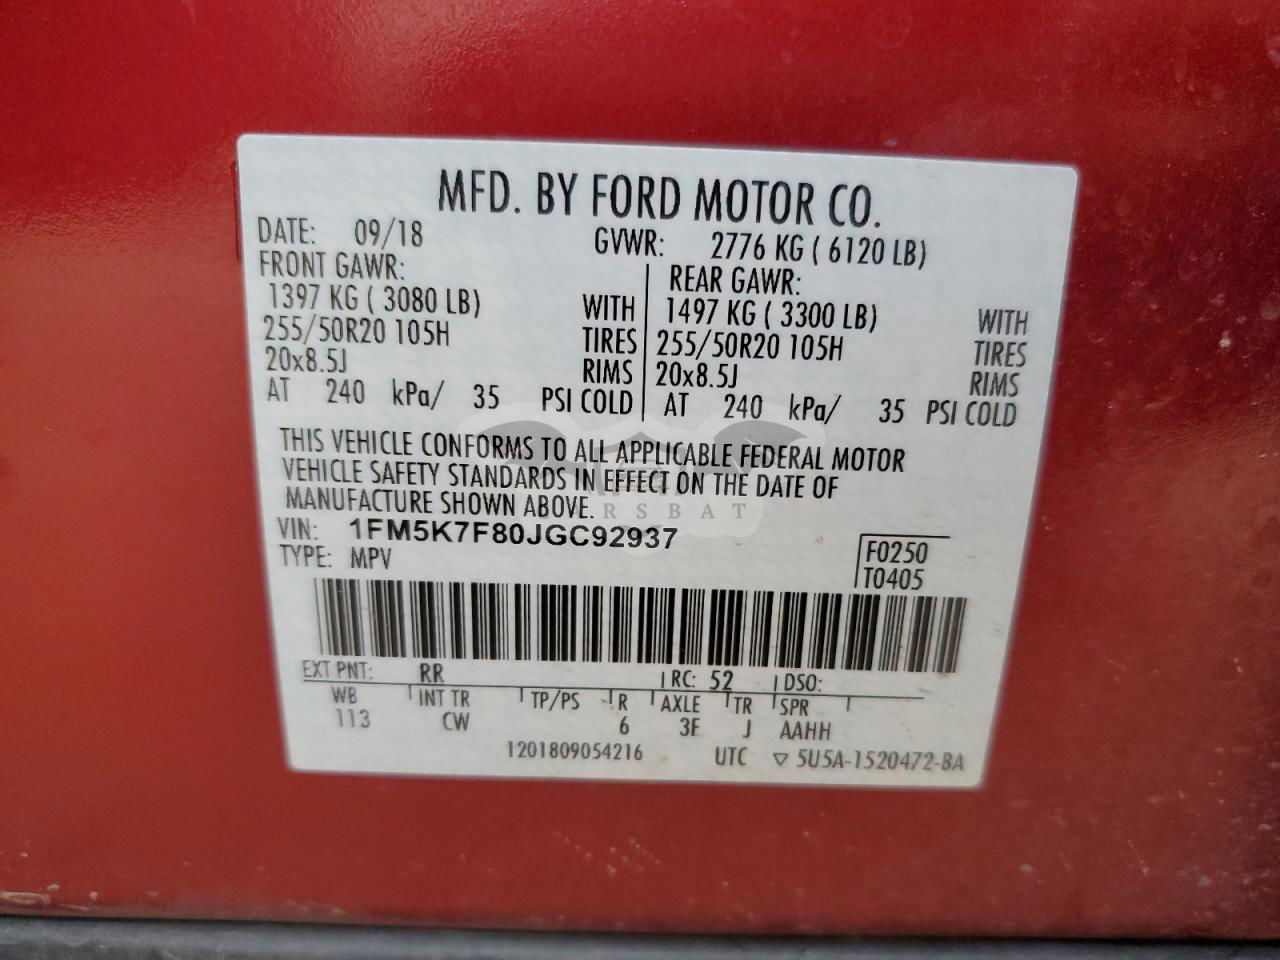 MFD. BY FORD MOTOR CO.
DATE: 09/18 GVWR: 2776 KG ( 6120 LB)
FRONT GAWR: REAR GAWR:
1397 KG ( 3080 LB) WITH 1497 KG ( 3300 LB) WITH
255/50R20 105H TIRES 255/50R20 105H TIRES
20x8.5J RIMS 20x8.5J RIMS
AT 240 kPa/ 35 PSI COLD AT 240 kPa/ 35 PSI COLD
THIS VEHICLE CONFORMS TO ALL APPLICABLE FEDERAL MOTOR
VEHICLE SAFETY STANDARDS IN EFFECT ON THE DATE OF
MANUFACTURE SHOWN ABOVE.
VIN: 1FM5K7F80JGC92937
TYPE: MPV
F0250
T0405
EXT PNT: RR RC: 52 DSO:
WB INT TR TP/PS R AXLE TR SPR
113 CW 6 3E J AAHH
1201809054216 UTC ▽ 5U5A-1520472-BA